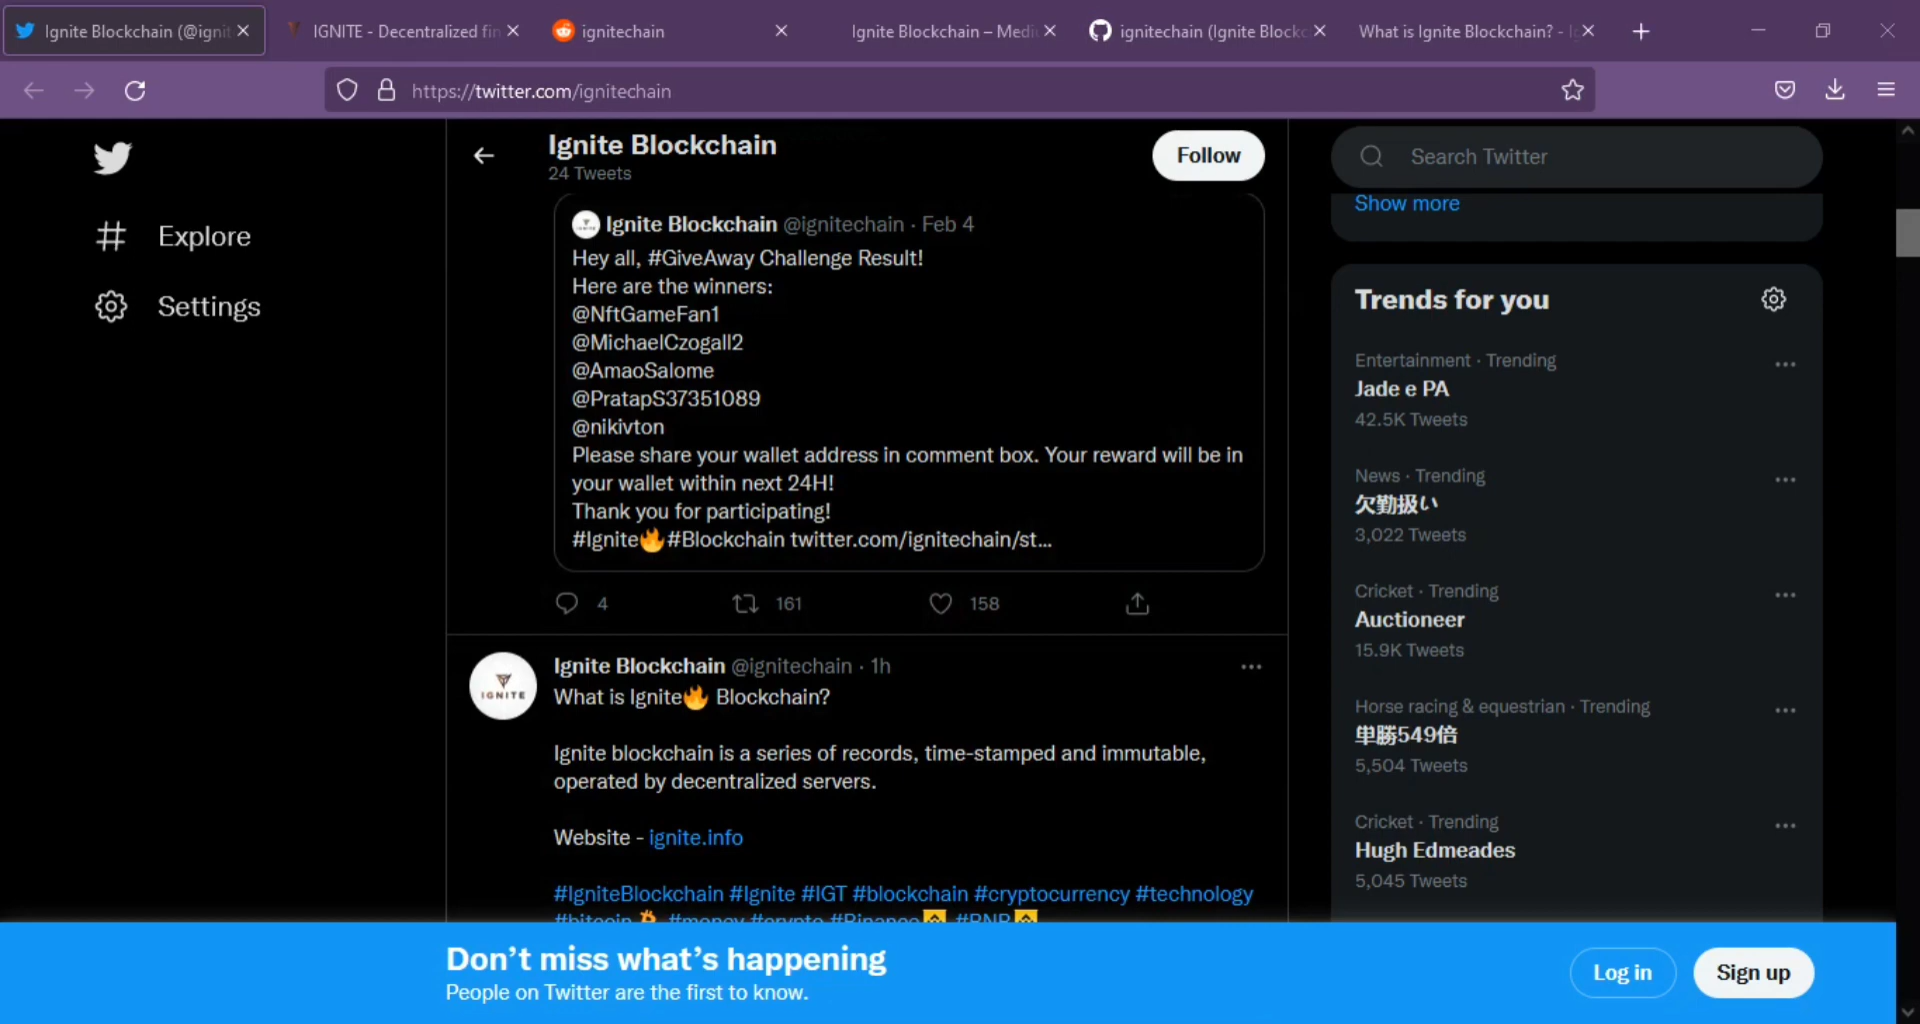 Ignite Blockchain (@ignit
IGNITE - Decentralized fin
ignitechain
Ignite Blockchain – Medi
ignitechain (Ignite Blockc
What is Ignite Blockchain? - I
https://twitter.com/ignitechain
Explore
Settings
Ignite Blockchain
24 Tweets
Follow
Ignite Blockchain @ignitechain · Feb 4
Hey all, #GiveAway Challenge Result!
Here are the winners:
@NftGameFan1
@MichaelCzogall2
@AmaoSalome
@PratapS37351089
@nikivton
Please share your wallet address in comment box. Your reward will be in
your wallet within next 24H!
Thank you for participating!
#Ignite🔥#Blockchain twitter.com/ignitechain/st...
4 161 158
IGNITE
Ignite Blockchain @ignitechain · 1h
What is Ignite🔥 Blockchain?
Ignite blockchain is a series of records, time-stamped and immutable,
operated by decentralized servers.
Website - ignite.info
#IgniteBlockchain #Ignite #IGT #blockchain #cryptocurrency #technology
#bitcoin #money #crypto #Binance #BNB
Search Twitter
Show more
Trends for you
Entertainment · Trending
Jade e PA
42.5K Tweets
News · Trending
欠勤扱い
3,022 Tweets
Cricket · Trending
Auctioneer
15.9K Tweets
Horse racing & equestrian · Trending
単勝549倍
5,504 Tweets
Cricket · Trending
Hugh Edmeades
5,045 Tweets
Don't miss what's happening
People on Twitter are the first to know.
Log in
Sign up